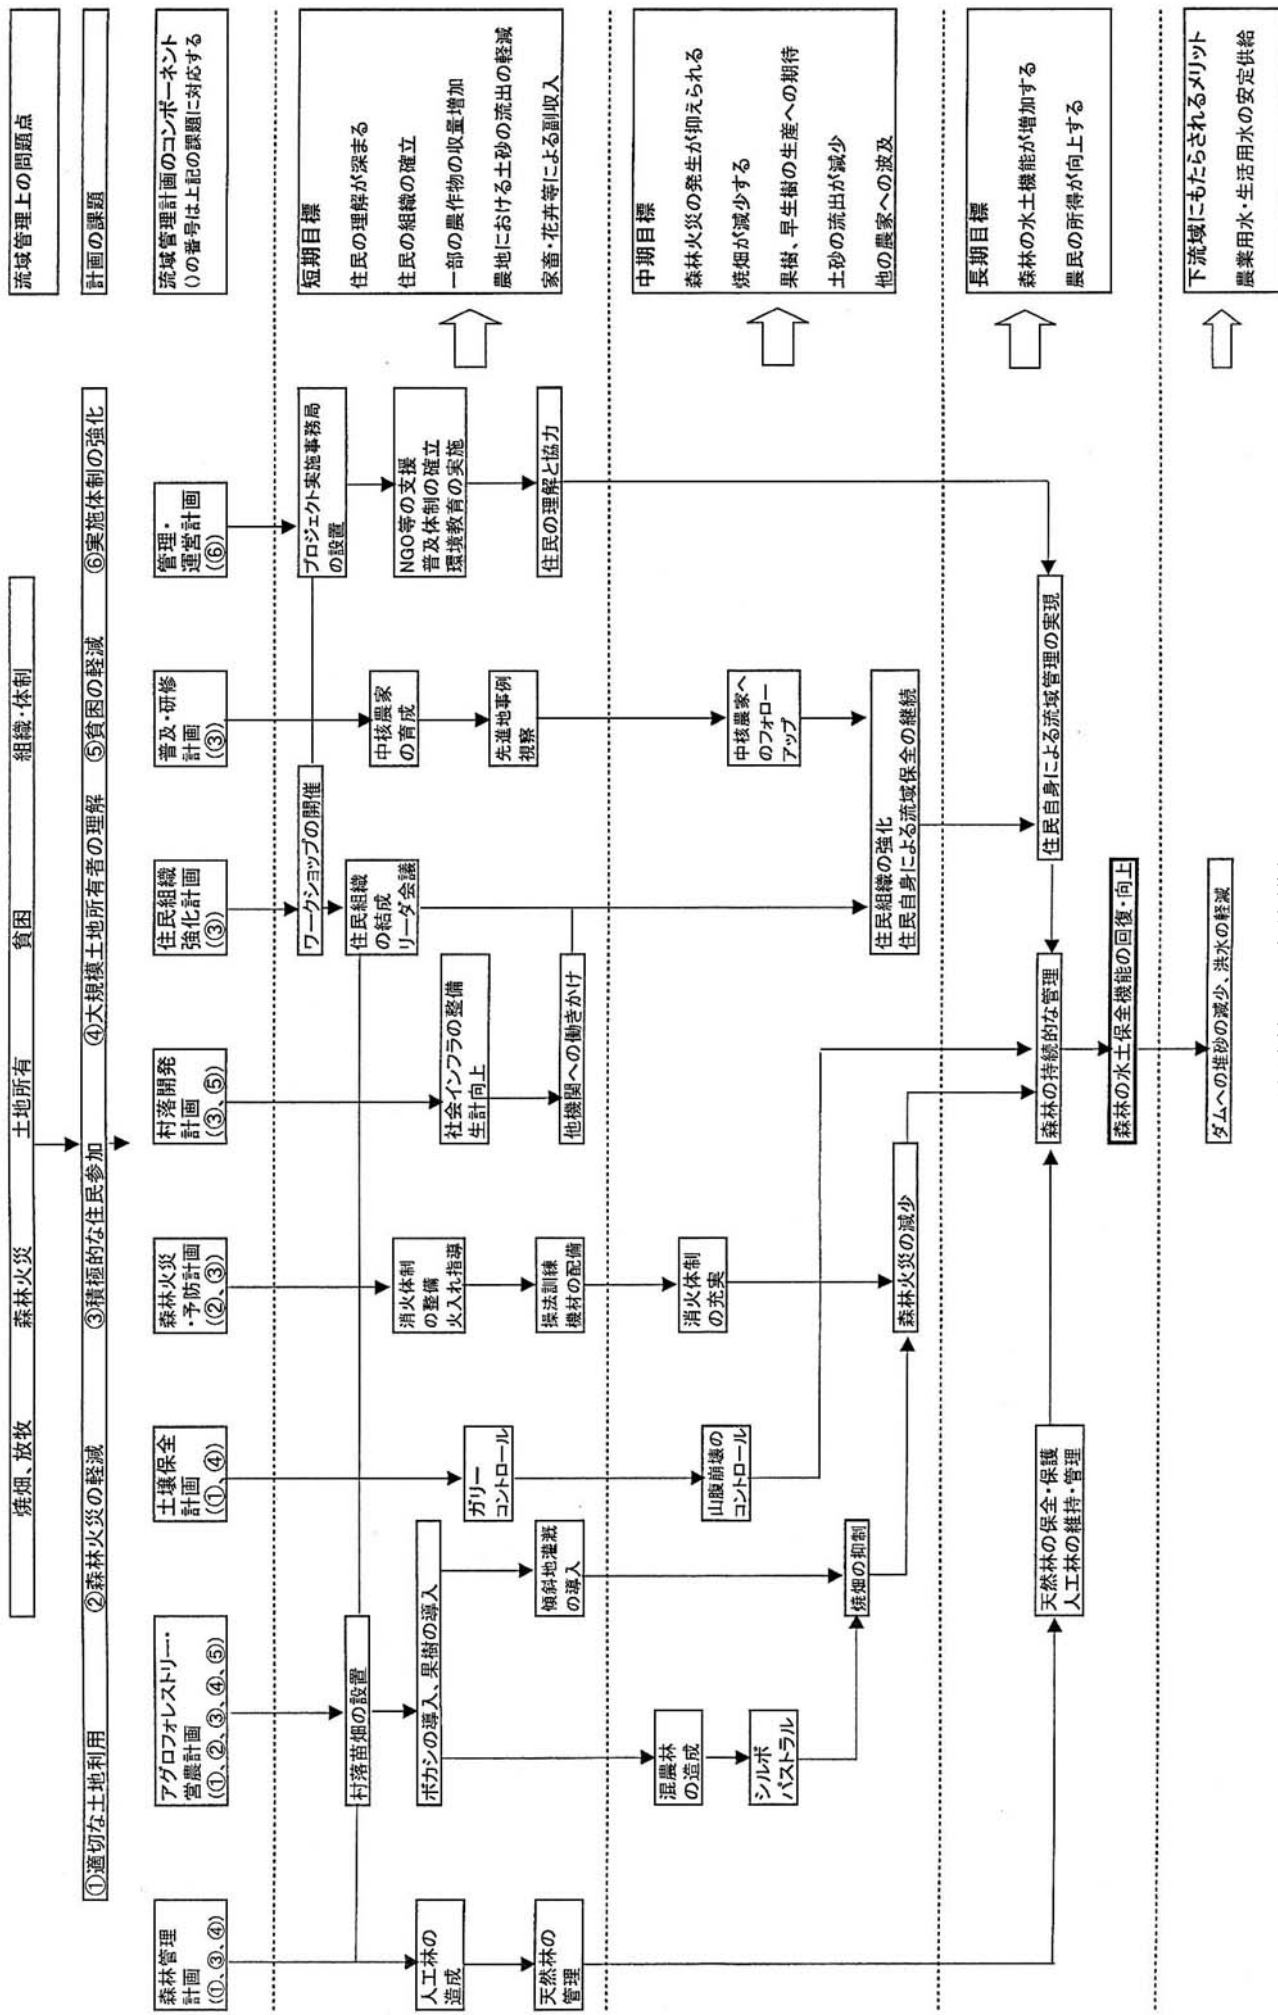 焼畑、放牧　森林火災　土地所有　貧困　組織・体制
流域管理上の問題点
①適切な土地利用　②森林火災の軽減　③積極的な住民参加　④大規模土地所有者の理解　⑤貧困の軽減　⑥実施体制の強化
計画の課題
森林管理
計画
(①、③、④)
アグロフォレストリー・
営農計画
(①、②、③、④、⑤)
土壌保全
計画
(①、④)
森林火災
・予防計画
(②、③)
村落開発
計画
(③、⑤)
住民組織
強化計画
(③)
普及・研修
計画
(③)
管理・
運営計画
(⑥)
流域管理計画のコンポーネント
()の番号は上記の課題に対応する
ワークショップの開催
プロジェクト実施事務局
の設置
村落苗畑の設置
住民組織
の結成
リーダ会議
中核農家
の育成
NGO等の支援
普及体制の確立
環境教育の実施
人工林の
造成
ボカシの導入、果樹の導入
ガリー
コントロール
消火体制
の整備
火入れ指導
社会インフラの整備
生計向上
先進地事例
視察
天然林の
管理
傾斜地灌漑
の導入
操法訓練
機材の配備
他機関への働きかけ
住民の理解と協力
短期目標
住民の理解が深まる
住民の組織の確立
一部の農作物の収量増加
農地における土砂の流出の軽減
家畜・花卉等による副収入
混農林
の造成
シルボ
パストラル
山腹崩壊の
コントロール
消火体制
の充実
中核農家へ
のフォロー
アップ
焼畑の抑制
森林火災の減少
住民組織の強化
住民自身による流域保全の継続
中期目標
森林火災の発生が抑えられる
焼畑が減少する
果樹、早生樹の生産への期待
土砂の流出が減少
他の農家への波及
天然林の保全・保護
人工林の維持・管理
森林の持続的な管理
住民自身による流域管理の実現
森林の水土保全機能の回復・向上
長期目標
森林の水土機能が増加する
農民の所得が向上する
ダムへの堆砂の減少、洪水の軽減
下流域にもたらされるメリット
農業用水・生活用水の安定供給